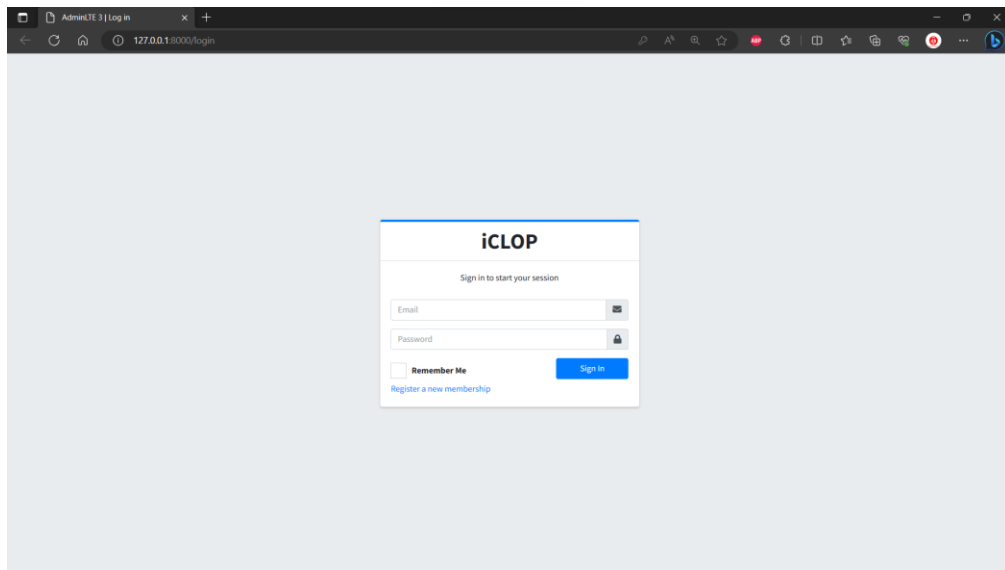 AdminLTE 3 | Log in
127.0.0.1:8000/login
ABP
iCLOP
Sign in to start your session
Email
Password
Remember Me
Sign In
Register a new membership